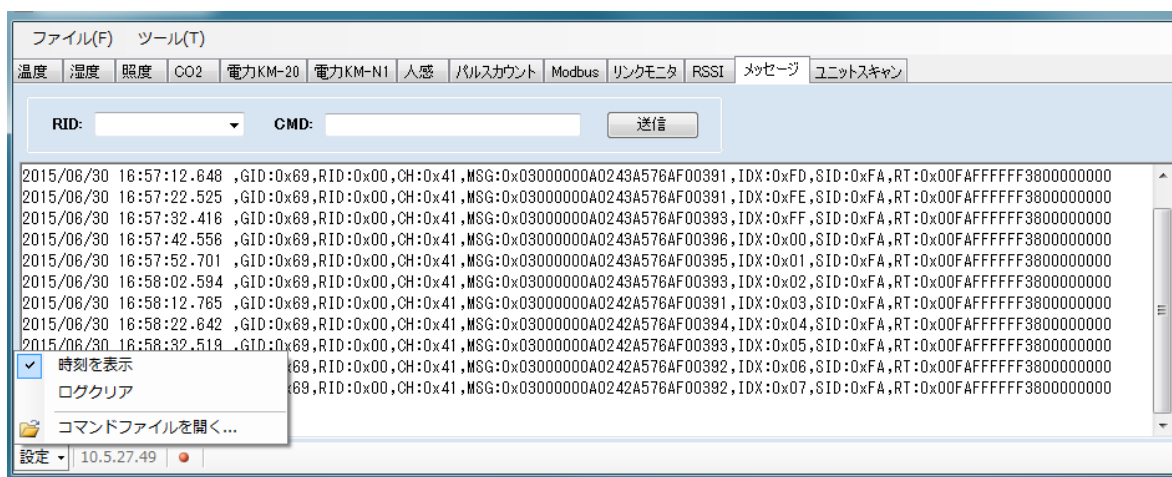 ファイル(F) ツール(T)
温度 湿度 照度 CO2 電力KM-20 電力KM-N1 人感 パルスカウント Modbus リンクモニタ RSSI メッセージ ユニットスキャン
RID: CMD: 送信
2015/06/30 16:57:12.648 ,GID:0x69,RID:0x00,CH:0x41,MSG:0x03000000A0243A576AF00391,IDX:0xFD,SID:0xFA,RT:0x00FAFFFFFF3800000000
2015/06/30 16:57:22.525 ,GID:0x69,RID:0x00,CH:0x41,MSG:0x03000000A0243A576AF00391,IDX:0xFE,SID:0xFA,RT:0x00FAFFFFFF3800000000
2015/06/30 16:57:32.416 ,GID:0x69,RID:0x00,CH:0x41,MSG:0x03000000A0243A576AF00393,IDX:0xFF,SID:0xFA,RT:0x00FAFFFFFF3800000000
2015/06/30 16:57:42.556 ,GID:0x69,RID:0x00,CH:0x41,MSG:0x03000000A0243A576AF00396,IDX:0x00,SID:0xFA,RT:0x00FAFFFFFF3800000000
2015/06/30 16:57:52.701 ,GID:0x69,RID:0x00,CH:0x41,MSG:0x03000000A0243A576AF00395,IDX:0x01,SID:0xFA,RT:0x00FAFFFFFF3800000000
2015/06/30 16:58:02.594 ,GID:0x69,RID:0x00,CH:0x41,MSG:0x03000000A0243A576AF00393,IDX:0x02,SID:0xFA,RT:0x00FAFFFFFF3800000000
2015/06/30 16:58:12.765 ,GID:0x69,RID:0x00,CH:0x41,MSG:0x03000000A0242A576AF00391,IDX:0x03,SID:0xFA,RT:0x00FAFFFFFF3800000000
2015/06/30 16:58:22.642 ,GID:0x69,RID:0x00,CH:0x41,MSG:0x03000000A0242A576AF00394,IDX:0x04,SID:0xFA,RT:0x00FAFFFFFF3800000000
2015/06/30 16:58:32.519 ,GID:0x69,RID:0x00,CH:0x41,MSG:0x03000000A0242A576AF00393,IDX:0x05,SID:0xFA,RT:0x00FAFFFFFF3800000000
時刻を表示 x69,RID:0x00,CH:0x41,MSG:0x03000000A0242A576AF00392,IDX:0x06,SID:0xFA,RT:0x00FAFFFFFF3800000000
ログクリア x69,RID:0x00,CH:0x41,MSG:0x03000000A0242A576AF00392,IDX:0x07,SID:0xFA,RT:0x00FAFFFFFF3800000000
コマンドファイルを開く...
設定 10.5.27.49